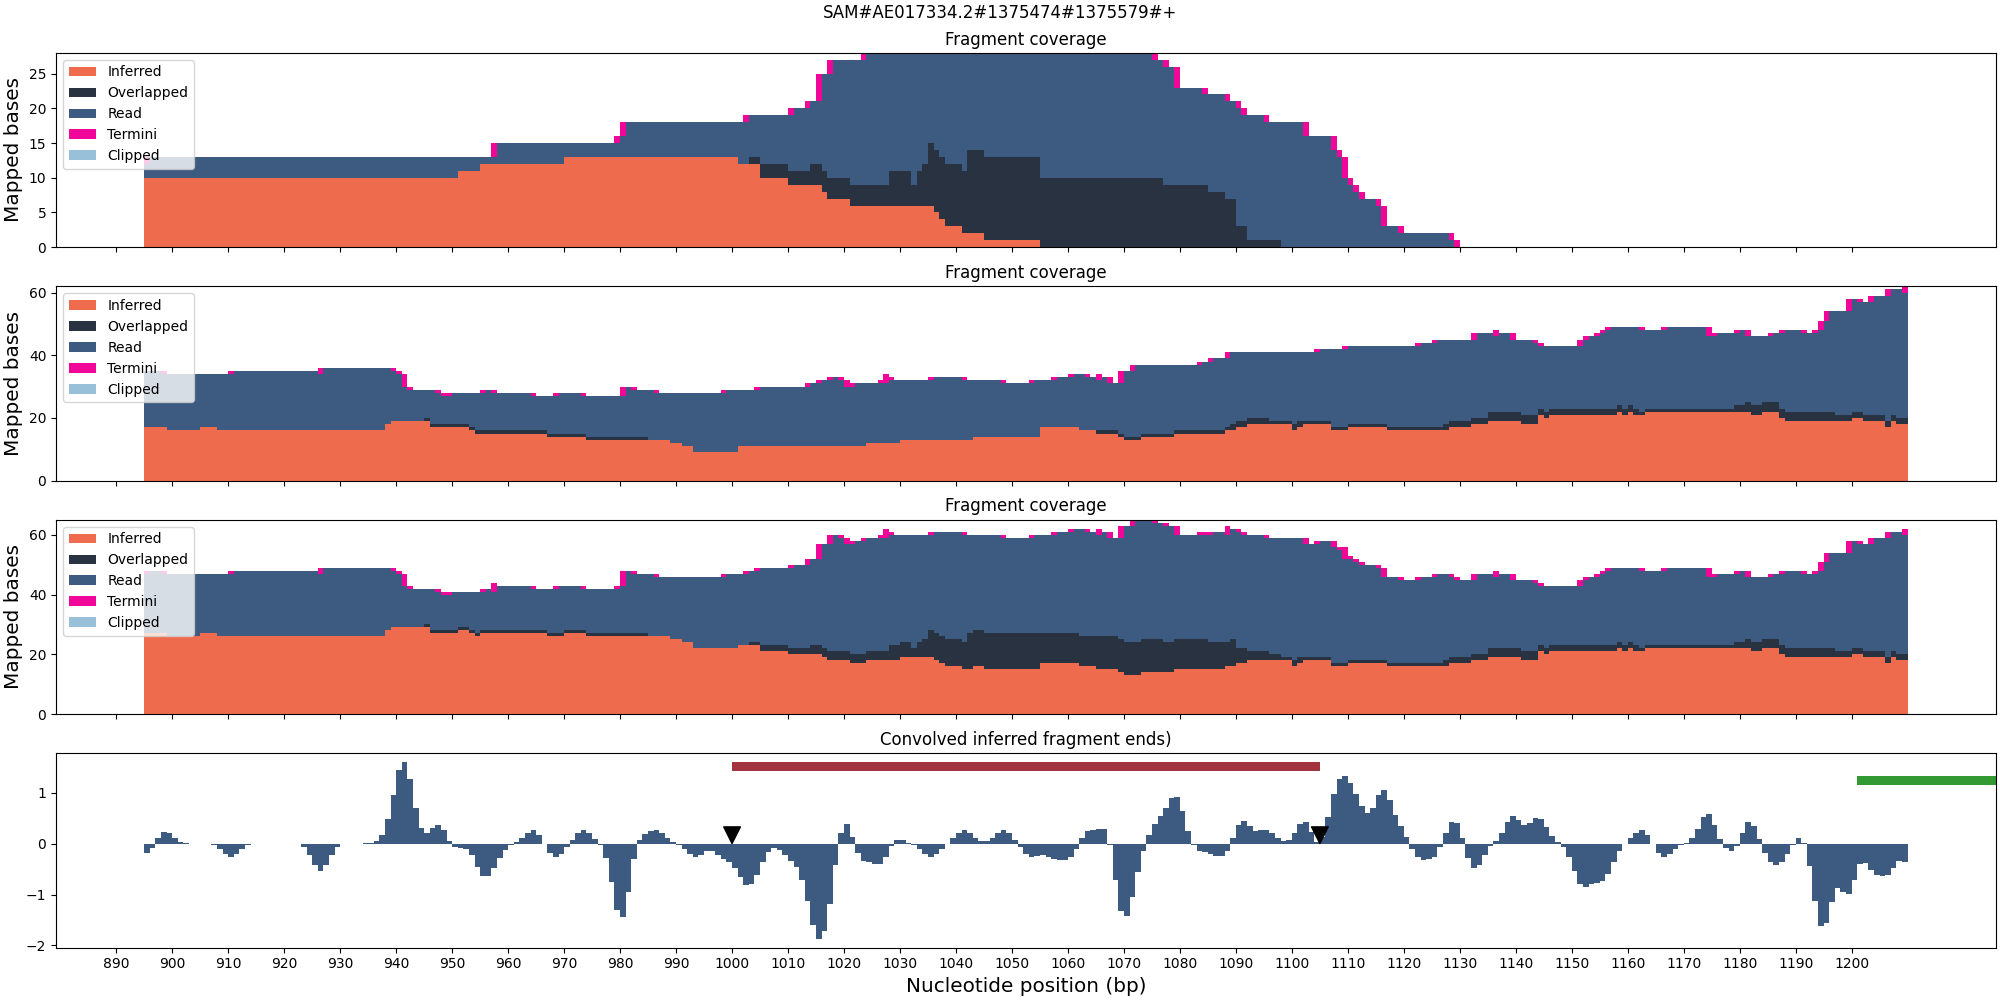 SAM#AE017334.2#1375474#1375579#+
Fragment coverage
Mapped bases
25
20
15
10
5
0
Inferred
Overlapped
Read
Termini
Clipped
Fragment coverage
Mapped bases
60
40
20
0
Inferred
Overlapped
Read
Termini
Clipped
Fragment coverage
Mapped bases
60
40
20
0
Inferred
Overlapped
Read
Termini
Clipped
Convolved inferred fragment ends)
1
0
−1
−2
890 900 910 920 930 940 950 960 970 980 990 1000 1010 1020 1030 1040 1050 1060 1070 1080 1090 1100 1110 1120 1130 1140 1150 1160 1170 1180 1190 1200
Nucleotide position (bp)